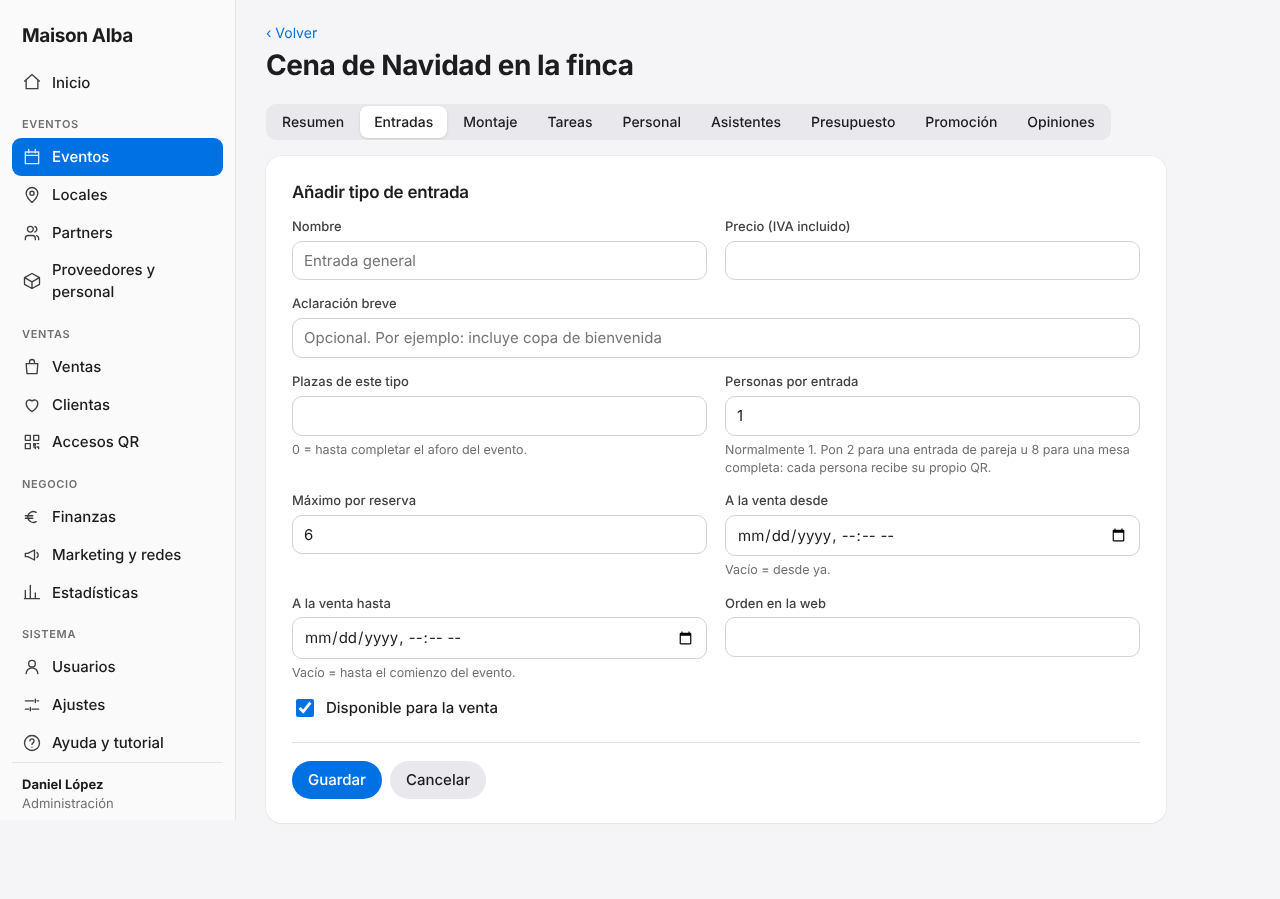 Maison Alba
Inicio
EVENTOS
Eventos
Locales
Partners
Proveedores y
personal
VENTAS
Ventas
Clientas
Accesos QR
NEGOCIO
Finanzas
Marketing y redes
Estadísticas
SISTEMA
Usuarios
Ajustes
Ayuda y tutorial
Daniel López
Administración
‹ Volver
Cena de Navidad en la finca
Resumen Entradas Montaje Tareas Personal Asistentes Presupuesto Promoción Opiniones
Añadir tipo de entrada
Nombre
Entrada general
Precio (IVA incluido)
Aclaración breve
Opcional. Por ejemplo: incluye copa de bienvenida
Plazas de este tipo
0 = hasta completar el aforo del evento.
Personas por entrada
1
Normalmente 1. Pon 2 para una entrada de pareja u 8 para una mesa
completa: cada persona recibe su propio QR.
Máximo por reserva
6
A la venta desde
mm/dd/yyyy, --:-- --
Vacío = desde ya.
A la venta hasta
mm/dd/yyyy, --:-- --
Vacío = hasta el comienzo del evento.
Orden en la web
Disponible para la venta
Guardar Cancelar